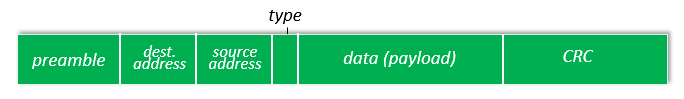 type
preamble
dest.
address
source
address
data (payload)
CRC